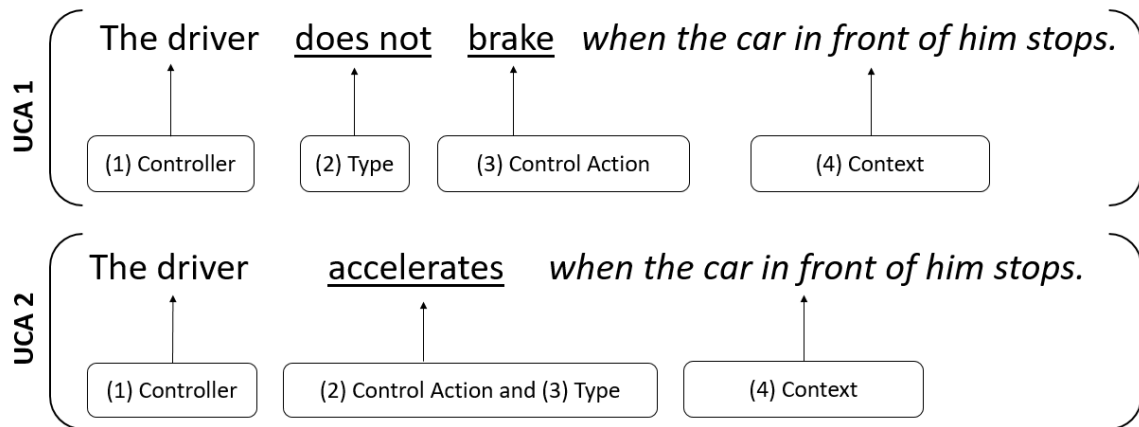 UCA 1
The driver does not brake when the car in front of him stops.
(1) Controller (2) Type (3) Control Action (4) Context
UCA 2
The driver accelerates when the car in front of him stops.
(1) Controller (2) Control Action and (3) Type (4) Context